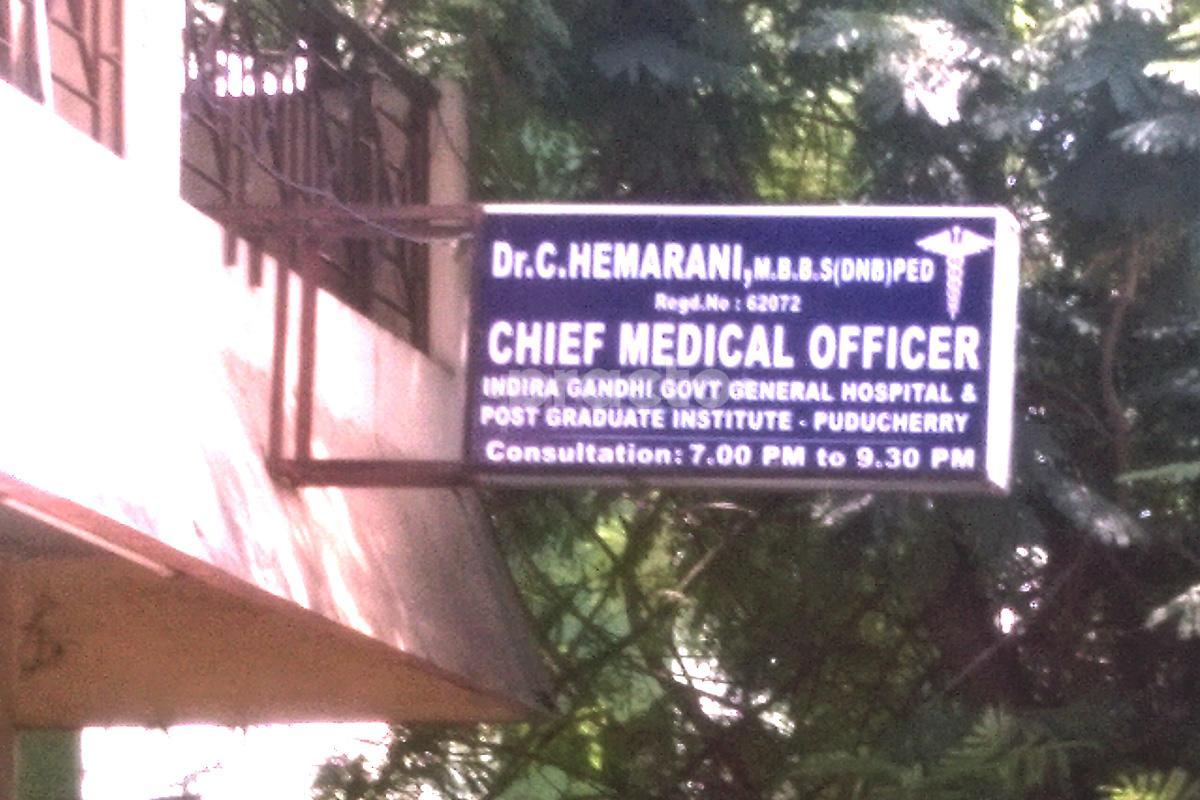 Dr.C.HEMARANI,M.B.B.S(DNB)PED
Regd.No : 62072
CHIEF MEDICAL OFFICER
INDIRA GANDHI GOVT GENERAL HOSPITAL &
POST GRADUATE INSTITUTE - PUDUCHERRY
Consultation: 7.00 PM to 9.30 PM
practo